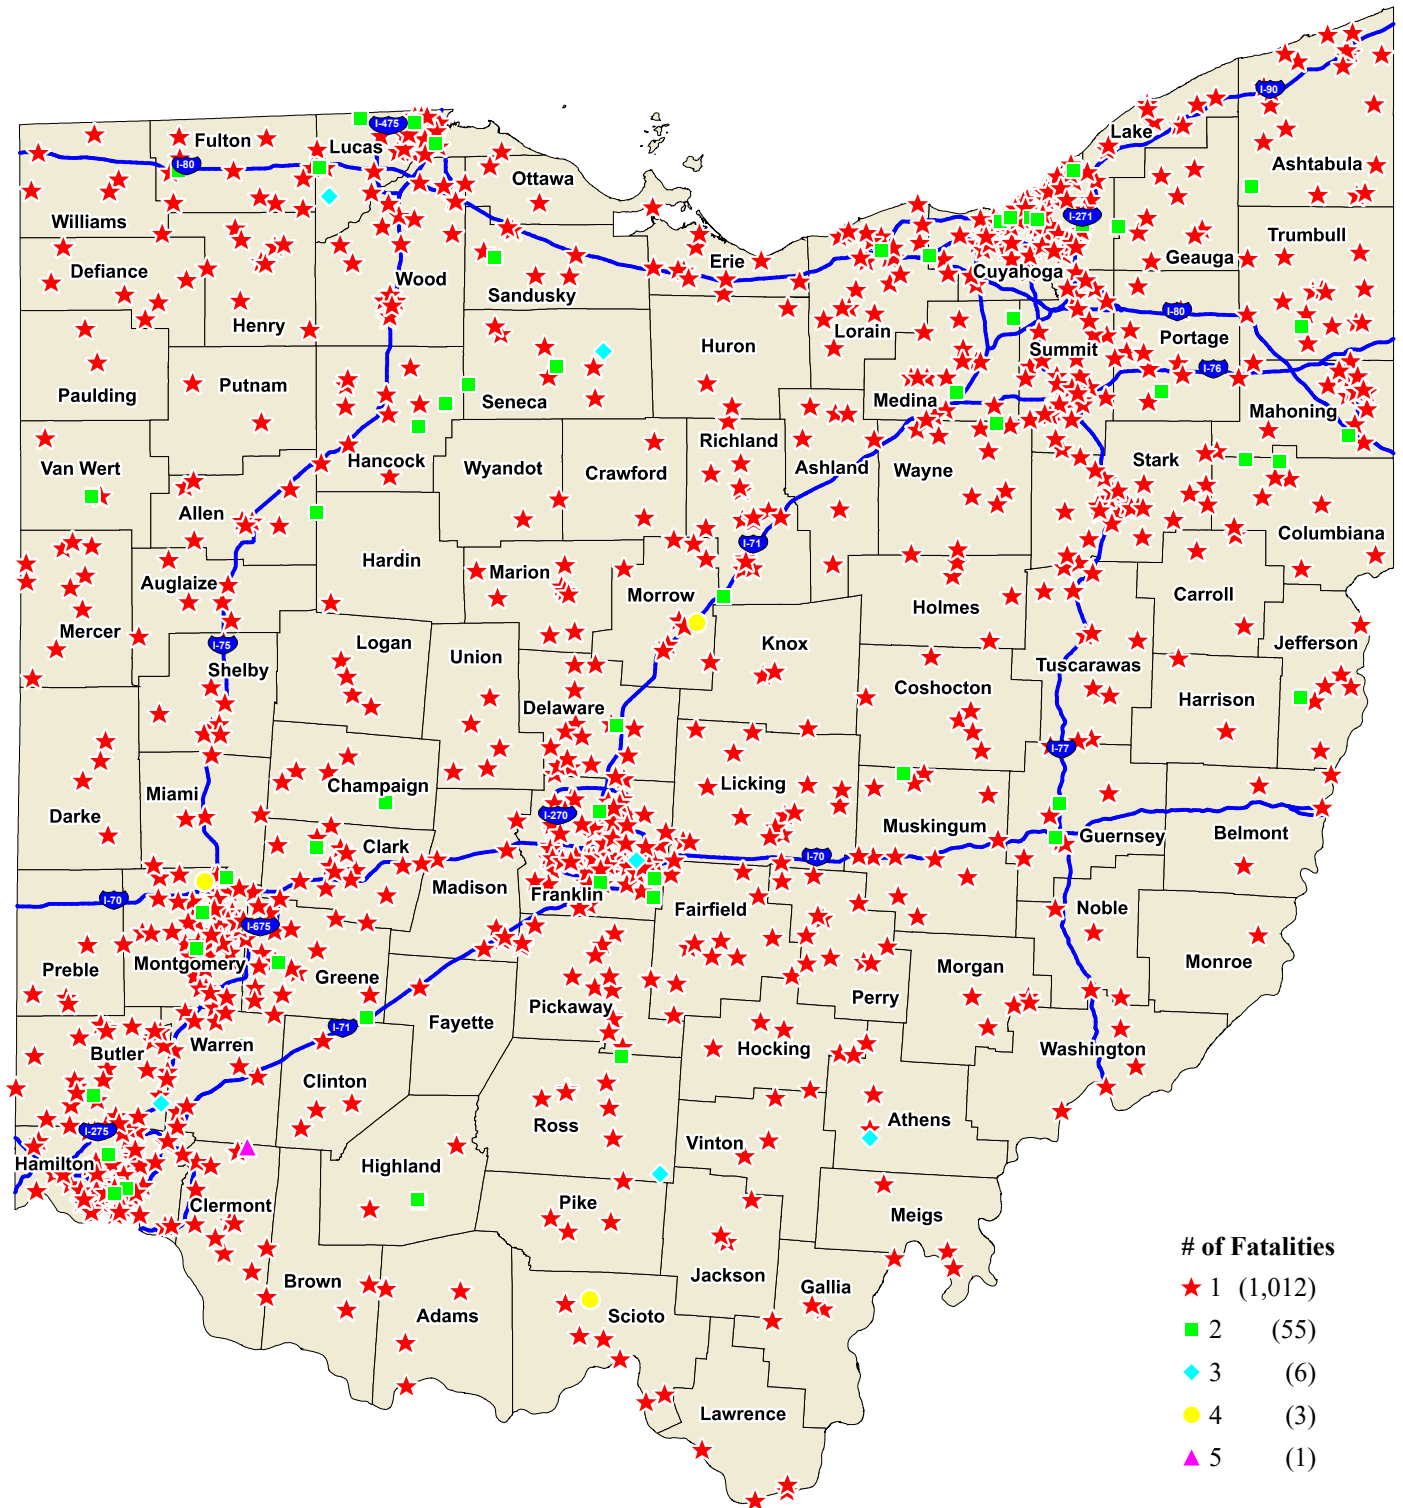 I-90
Lake
I-475
Fulton
Lucas
Ashtabula
I-80
Ottawa
Williams
I-271
Trumbull
Geauga
Erie
Defiance
Cuyahoga
Wood
Sandusky
I-80
Henry
Lorain
Portage
Huron
Summit
I-76
Putnam
Paulding
Seneca
Medina
Mahoning
Richland
Stark
Hancock
Van Wert
Wyandot
Crawford
Ashland
Wayne
Allen
Columbiana
I-71
Hardin
Marion
Auglaize
Morrow
Holmes
Carroll
Mercer
Logan
Knox
Jefferson
I-75
Union
Tuscarawas
Shelby
Coshocton
Harrison
Delaware
I-77
Champaign
Licking
Miami
I-270
Darke
Muskingum
Guernsey
Belmont
Clark
I-70
Madison
Franklin
I-70
Fairfield
Noble
I-675
Montgomery
Preble
Greene
Morgan
Monroe
Perry
Pickaway
Fayette
I-71
Warren
Butler
Hocking
Washington
Clinton
Athens
Ross
I-275
Vinton
Hamilton
Highland
Clermont
Pike
Meigs
# of Fatalities
Jackson
Brown
Gallia
1 (1,012)
Adams
Scioto
2 (55)
3 (6)
Lawrence
4 (3)
5 (1)